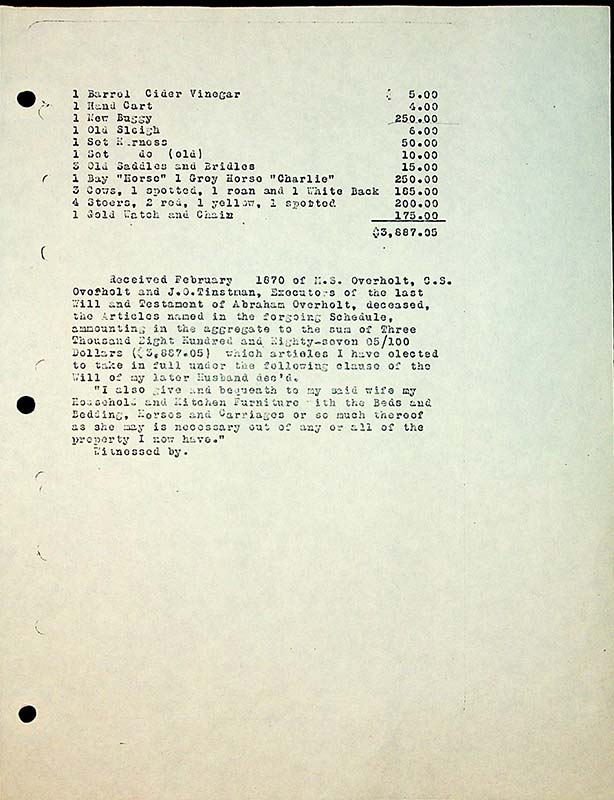 1 Barrel Cider Vinegar $ 5.00
1 Hand Cart 4.00
1 New Buggy 250.00
1 Old Sleigh 6.00
1 Set Harness 50.00
1 Set do (old) 10.00
3 Old Saddles and Bridles 15.00
1 Bay "Horse" 1 Grey Horse "Charlie" 250.00
3 Cows, 1 spotted, 1 roan and 1 White Back 165.00
4 Steers, 2 red, 1 yellow, 1 spotted 200.00
1 Gold Watch and Chain 175.00
$3,887.05
Received February 1870 of M.S. Overholt, C.S.
Ovofholt and J.O.Tinstman, Executors of the last
Will and Testament of Abraham Overholt, deceased,
the Articles named in the forgoing Schedule,
ammounting in the aggregate to the sum of Three
Thousand Eight Hundred and Eighty-seven 05/100
Dollars ($3,887.05) which articles I have elected
to take in full under the following clause of the
Will of my later Husband dec'd.
"I also give and bequeath to my said wife my
Household and Kitchen Furniture with the Beds and
Bedding, Horses and Carriages or so much thereof
as she may is necessary out of any or all of the
property I now have."
Witnessed by.